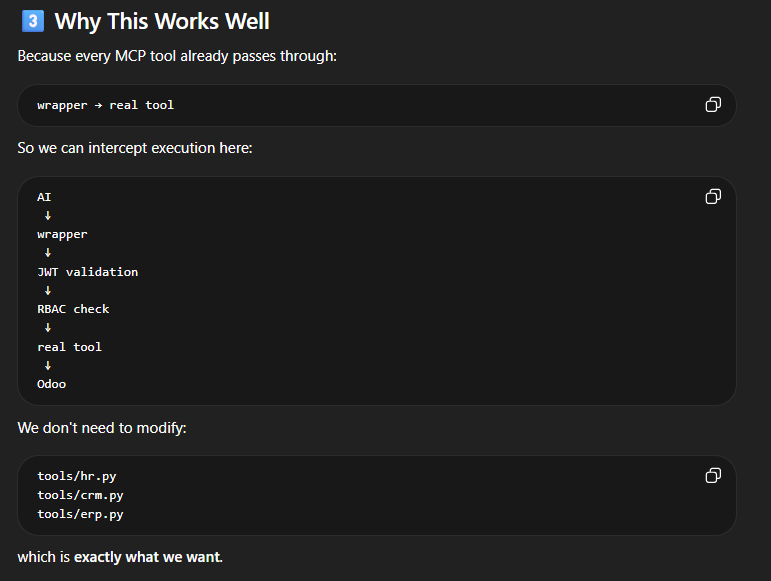 3 Why This Works Well
Because every MCP tool already passes through:
wrapper → real tool
So we can intercept execution here:
AI
↓
wrapper
↓
JWT validation
↓
RBAC check
↓
real tool
↓
Odoo
We don't need to modify:
tools/hr.py
tools/crm.py
tools/erp.py
which is exactly what we want.